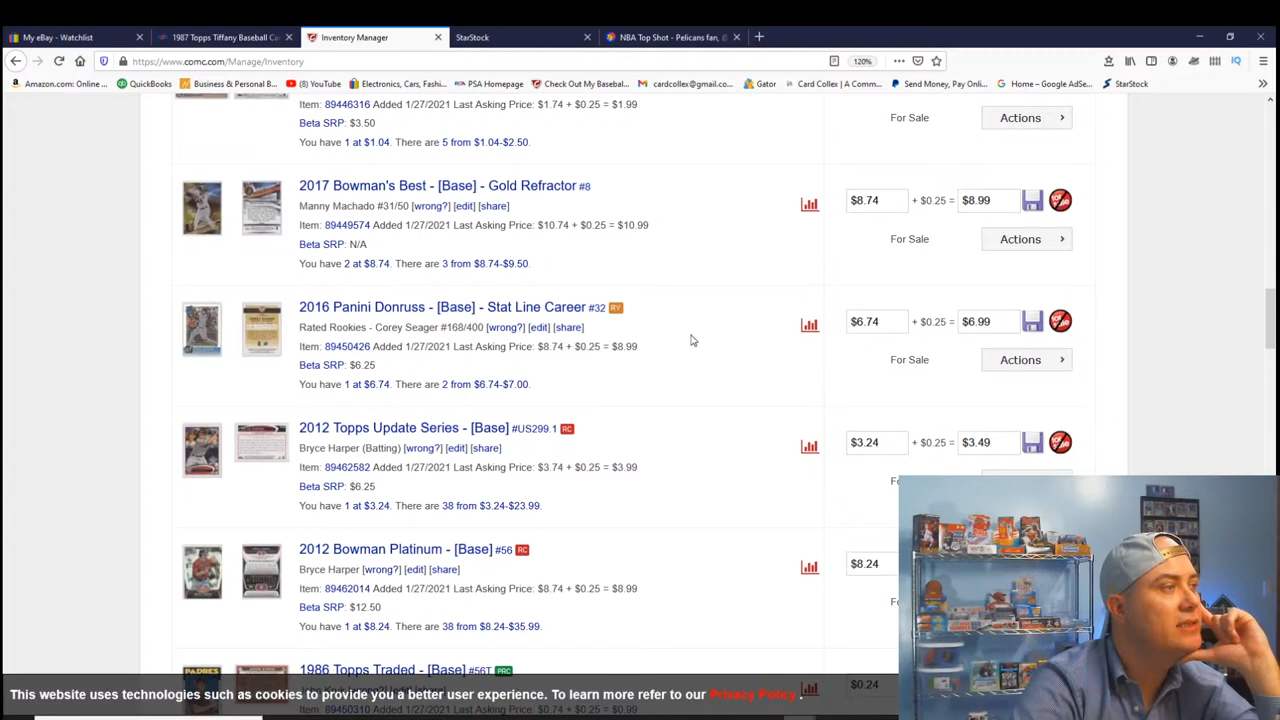 My eBay - Watchlist
1987 Topps Tiffany Baseball Ca
Inventory Manager
StarStock
NBA Top Shot - Pelicans fan, @
https://www.comc.com/Manage/Inventory
120%
Amazon.com: Online ...
QuickBooks
Business & Personal B...
(8) YouTube
Electronics, Cars, Fashi...
PSA Homepage
Check Out My Baseball...
cardcollex@gmail.co...
Gator
Card Collex | A Comm...
Send Money, Pay Onli...
Home – Google AdSe...
StarStock
Item: 89446316 Added 1/27/2021 Last Asking Price: $1.74 + $0.25 = $1.99
Beta SRP: $3.50
You have 1 at $1.04. There are 5 from $1.04-$2.50.
For Sale
Actions
2017 Bowman's Best - [Base] - Gold Refractor #8
Manny Machado #31/50 [wrong?] [edit] [share]
Item: 89449574 Added 1/27/2021 Last Asking Price: $10.74 + $0.25 = $10.99
Beta SRP: N/A
You have 2 at $8.74. There are 3 from $8.74-$9.50.
$8.74 + $0.25 = $8.99
For Sale
Actions
2016 Panini Donruss - [Base] - Stat Line Career #32 RY
Rated Rookies - Corey Seager #168/400 [wrong?] [edit] [share]
Item: 89450426 Added 1/27/2021 Last Asking Price: $8.74 + $0.25 = $8.99
Beta SRP: $6.25
You have 1 at $6.74. There are 2 from $6.74-$7.00.
$6.74 + $0.25 = $6.99
For Sale
Actions
2012 Topps Update Series - [Base] #US299.1 RC
Bryce Harper (Batting) [wrong?] [edit] [share]
Item: 89462582 Added 1/27/2021 Last Asking Price: $3.74 + $0.25 = $3.99
Beta SRP: $6.25
You have 1 at $3.24. There are 38 from $3.24-$23.99.
$3.24 + $0.25 = $3.49
2012 Bowman Platinum - [Base] #56 RC
Bryce Harper [wrong?] [edit] [share]
Item: 89462014 Added 1/27/2021 Last Asking Price: $8.74 + $0.25 = $8.99
Beta SRP: $12.50
You have 1 at $8.24. There are 38 from $8.24-$35.99.
$8.24
1986 Topps Traded - [Base] #56T PRC
$0.24
This website uses technologies such as cookies to provide you a better user experience. To learn more refer to our Privacy Policy .